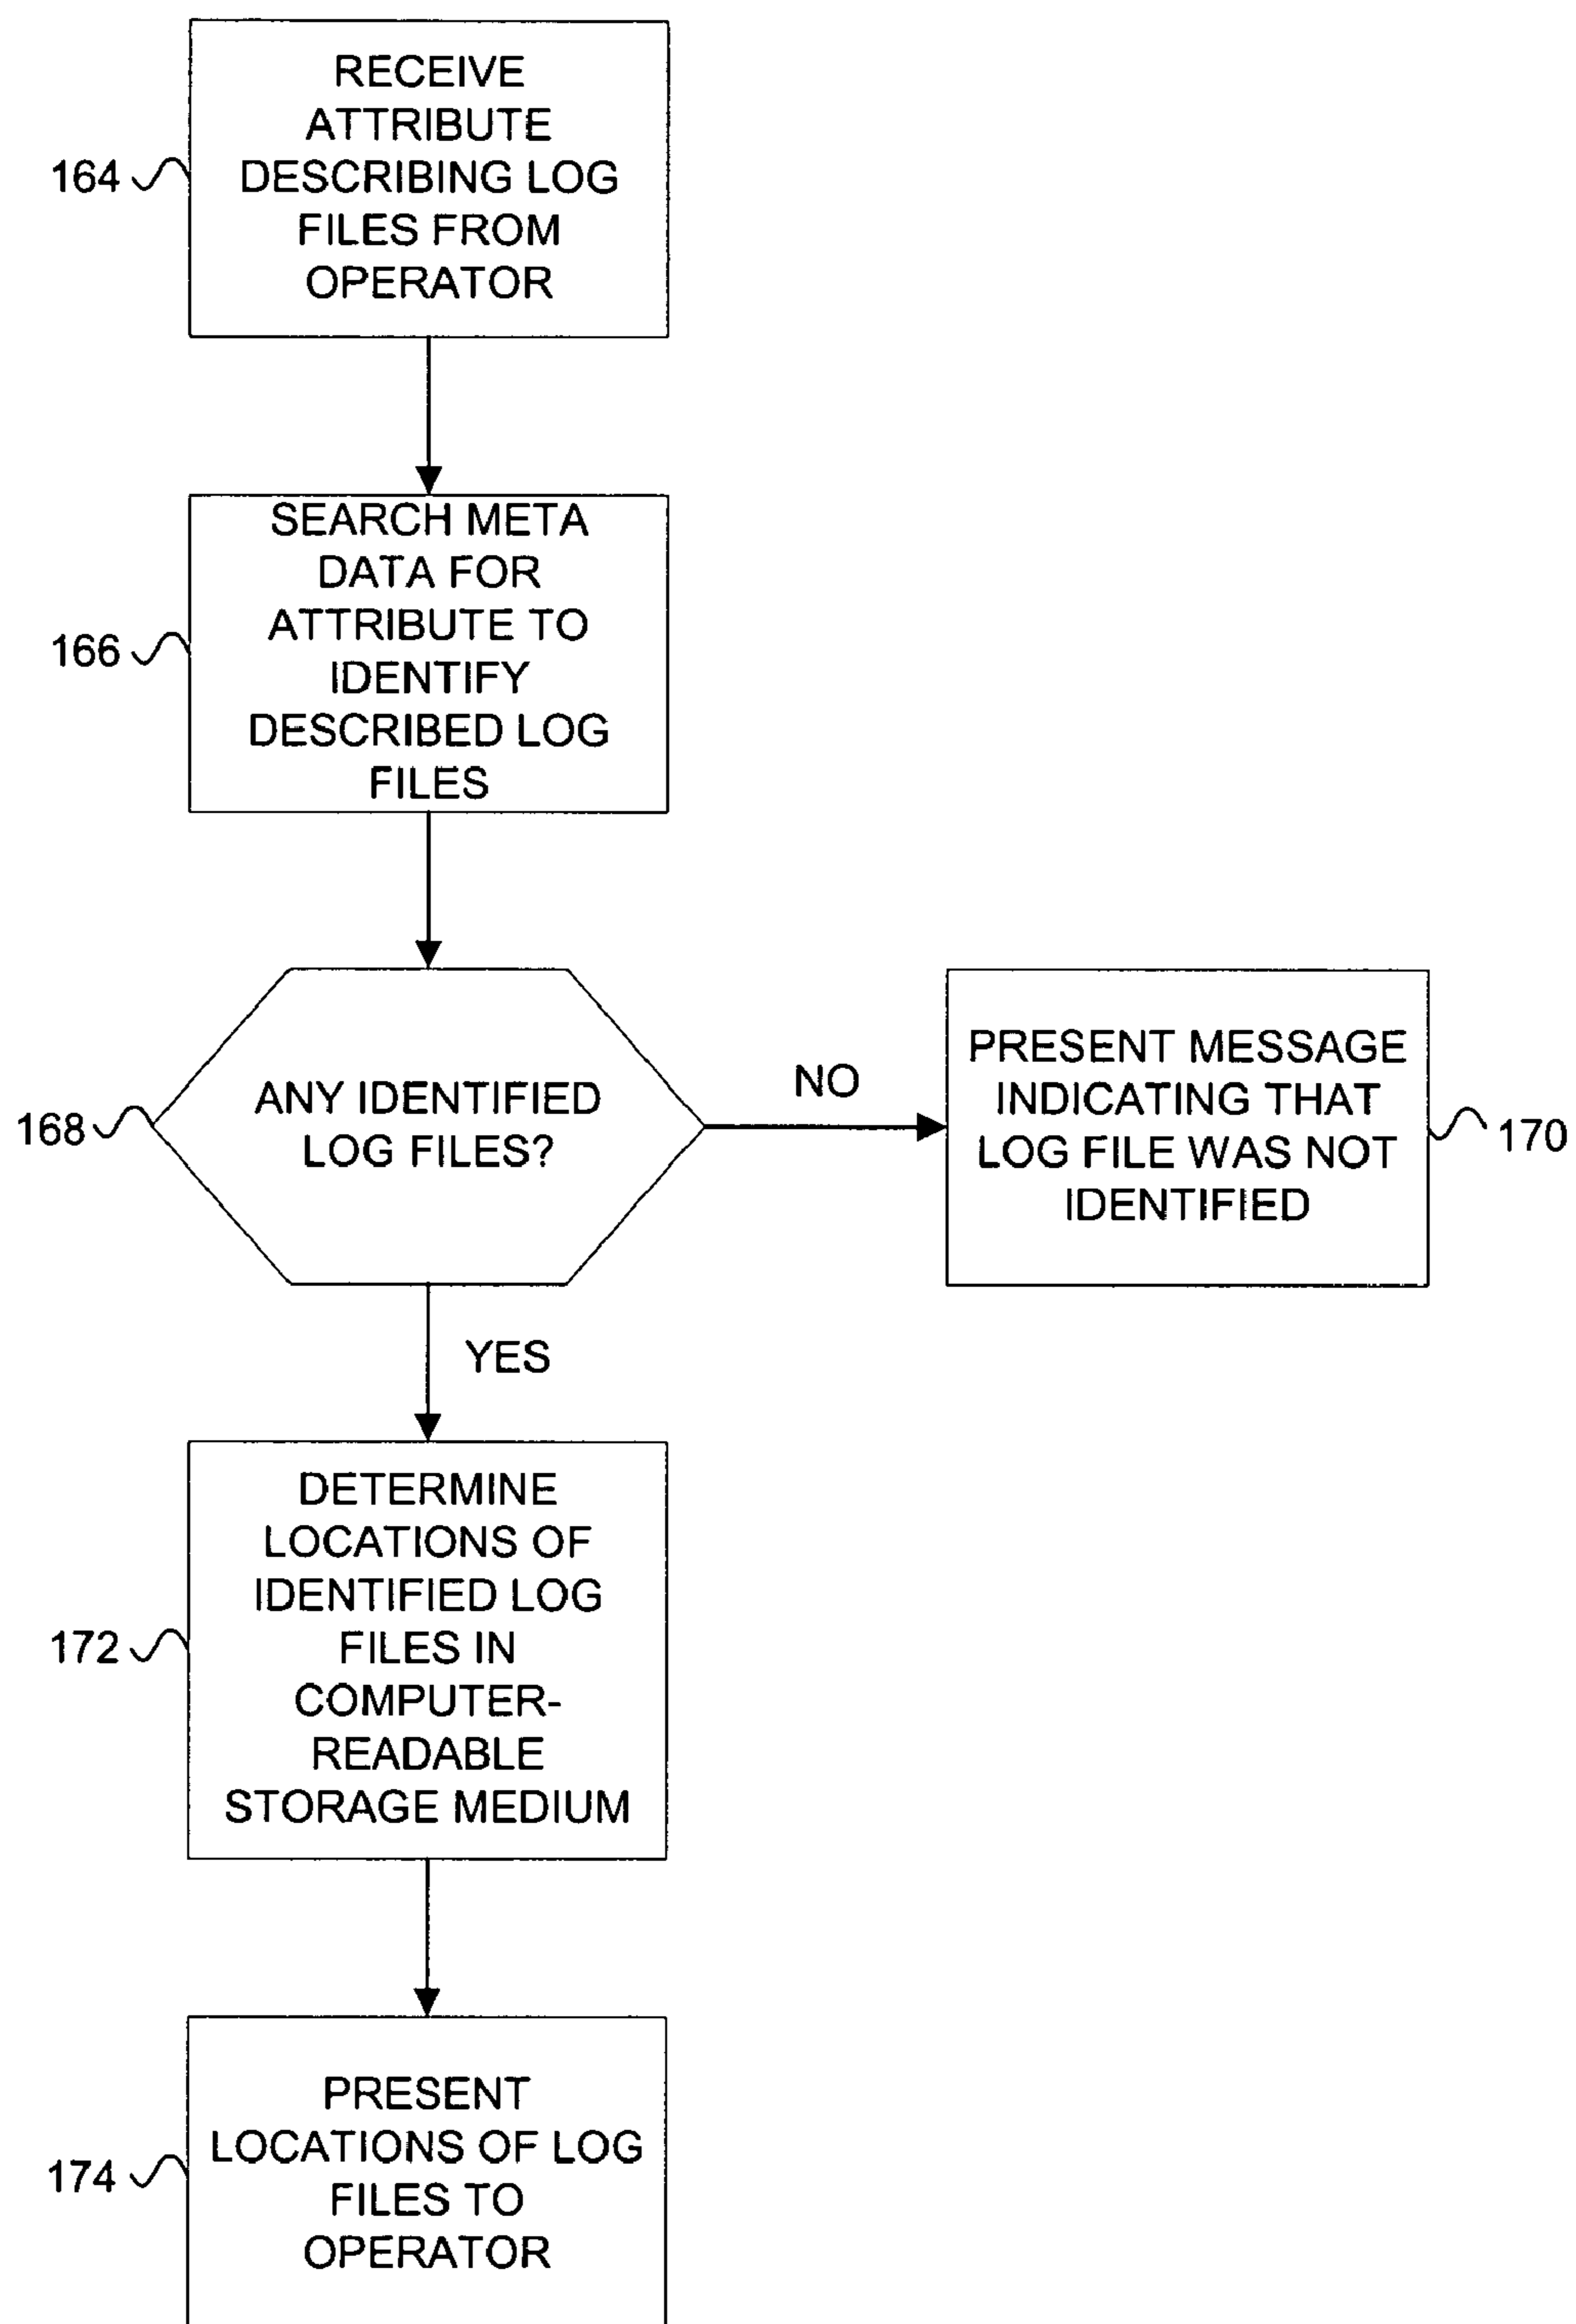 RECEIVE
ATTRIBUTE
DESCRIBING LOG
FILES FROM
OPERATOR
164
SEARCH META
DATA FOR
ATTRIBUTE TO
IDENTIFY
DESCRIBED LOG
FILES
166
ANY IDENTIFIED
LOG FILES?
168
NO
PRESENT MESSAGE
INDICATING THAT
LOG FILE WAS NOT
IDENTIFIED
170
YES
DETERMINE
LOCATIONS OF
IDENTIFIED LOG
FILES IN
COMPUTER-
READABLE
STORAGE MEDIUM
172
PRESENT
LOCATIONS OF LOG
FILES TO
OPERATOR
174